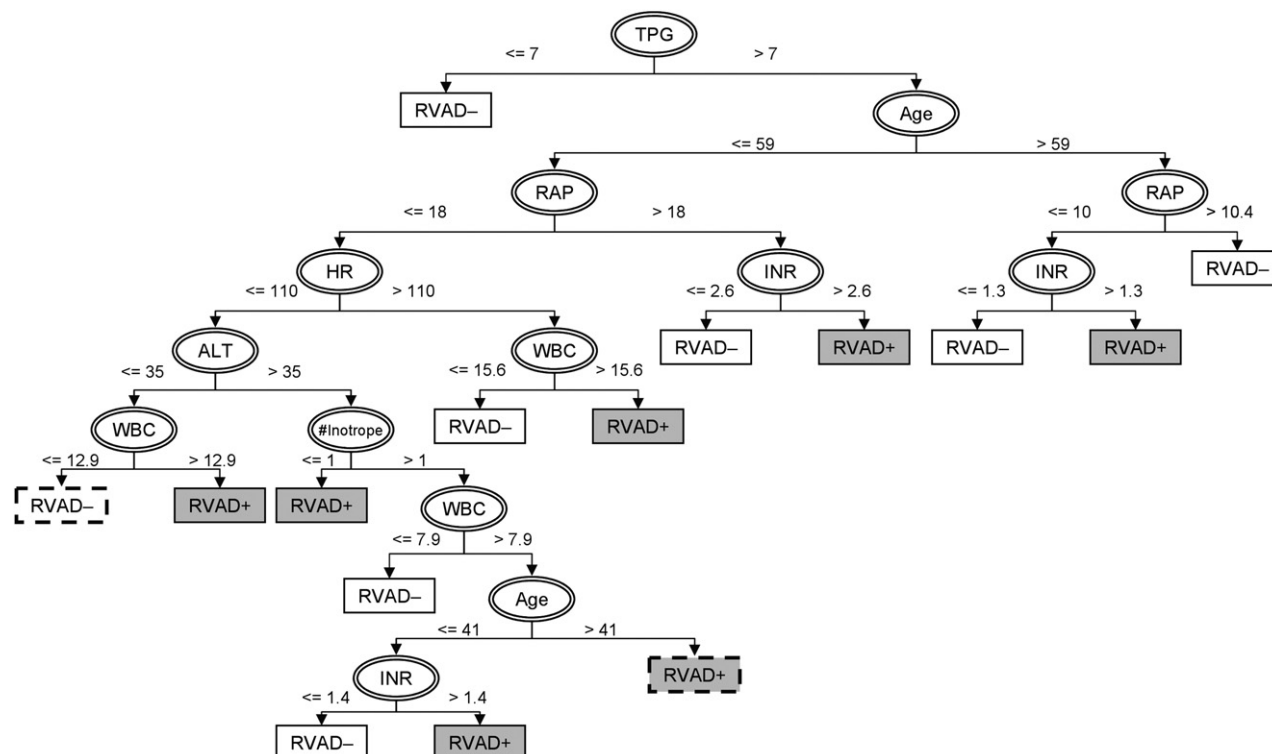 TPG
<= 7 > 7
RVAD– Age
<= 59 > 59
RAP RAP
<= 18 > 18 <= 10 > 10.4
HR INR INR RVAD–
<= 110 > 110 <= 2.6 > 2.6 <= 1.3 > 1.3
ALT WBC RVAD– RVAD+ RVAD– RVAD+
<= 35 > 35 <= 15.6 > 15.6
WBC #Inotrope RVAD– RVAD+
<= 12.9 > 12.9 <= 1 > 1
RVAD– RVAD+ RVAD+ WBC
<= 7.9 > 7.9
RVAD– Age
<= 41 > 41
INR RVAD+
<= 1.4 > 1.4
RVAD– RVAD+